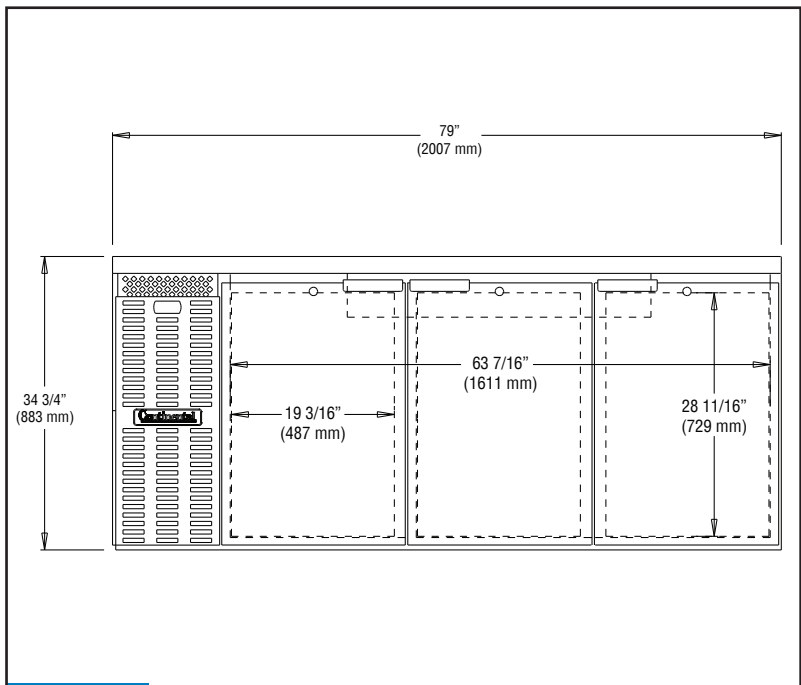 79”
(2007 mm)
34 3/4”
(883 mm)
63 7/16”
(1611 mm)
19 3/16”
(487 mm)
28 11/16”
(729 mm)
Continental